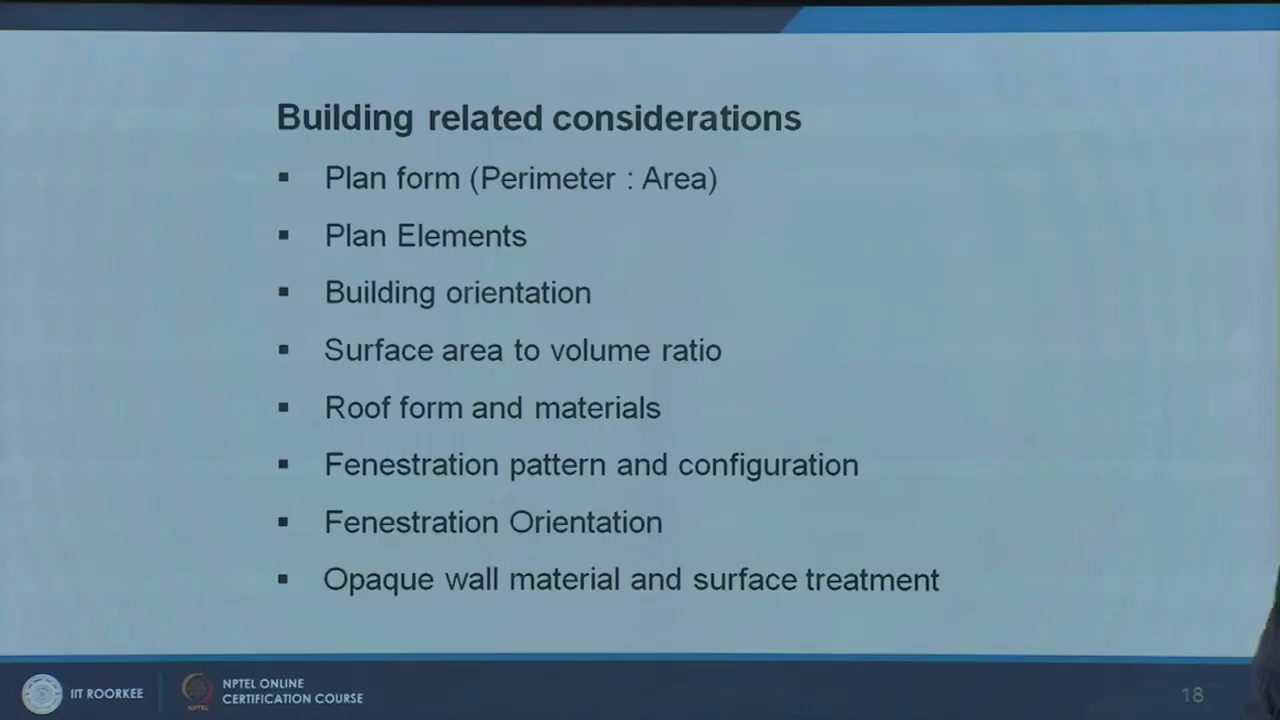 Building related considerations
▪ Plan form (Perimeter : Area)
▪ Plan Elements
▪ Building orientation
▪ Surface area to volume ratio
▪ Roof form and materials
▪ Fenestration pattern and configuration
▪ Fenestration Orientation
▪ Opaque wall material and surface treatment
IIT ROORKEE
NPTEL
NPTEL ONLINE
CERTIFICATION COURSE
18